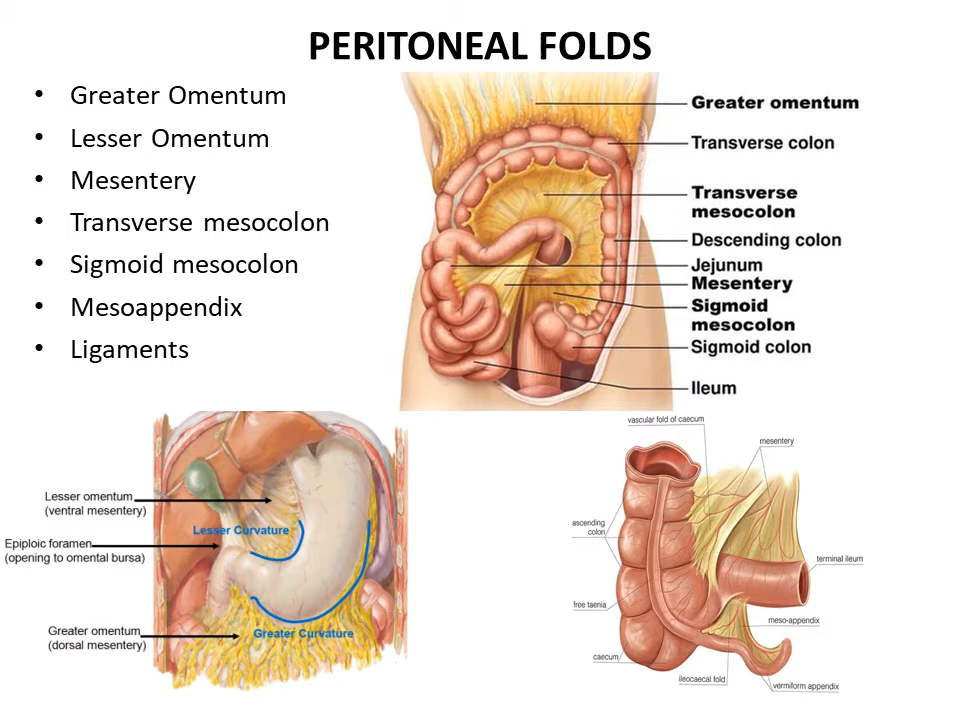 PERITONEAL FOLDS
• Greater Omentum
• Lesser Omentum
• Mesentery
• Transverse mesocolon
• Sigmoid mesocolon
• Mesoappendix
• Ligaments
Greater omentum
Transverse colon
Transverse
mesocolon
Descending colon
Jejunum
Mesentery
Sigmoid
mesocolon
Sigmoid colon
Ileum
Lesser omentum
(ventral mesentery)
Lesser Curvature
Epiploic foramen
(opening to omental bursa)
Greater omentum
(dorsal mesentery)
Greater Curvature
vascular fold of caecum
mesentery
ascending
colon
terminal ileum
free taenia
meso-appendix
caecum
ileocaecal fold
vermiform appendix